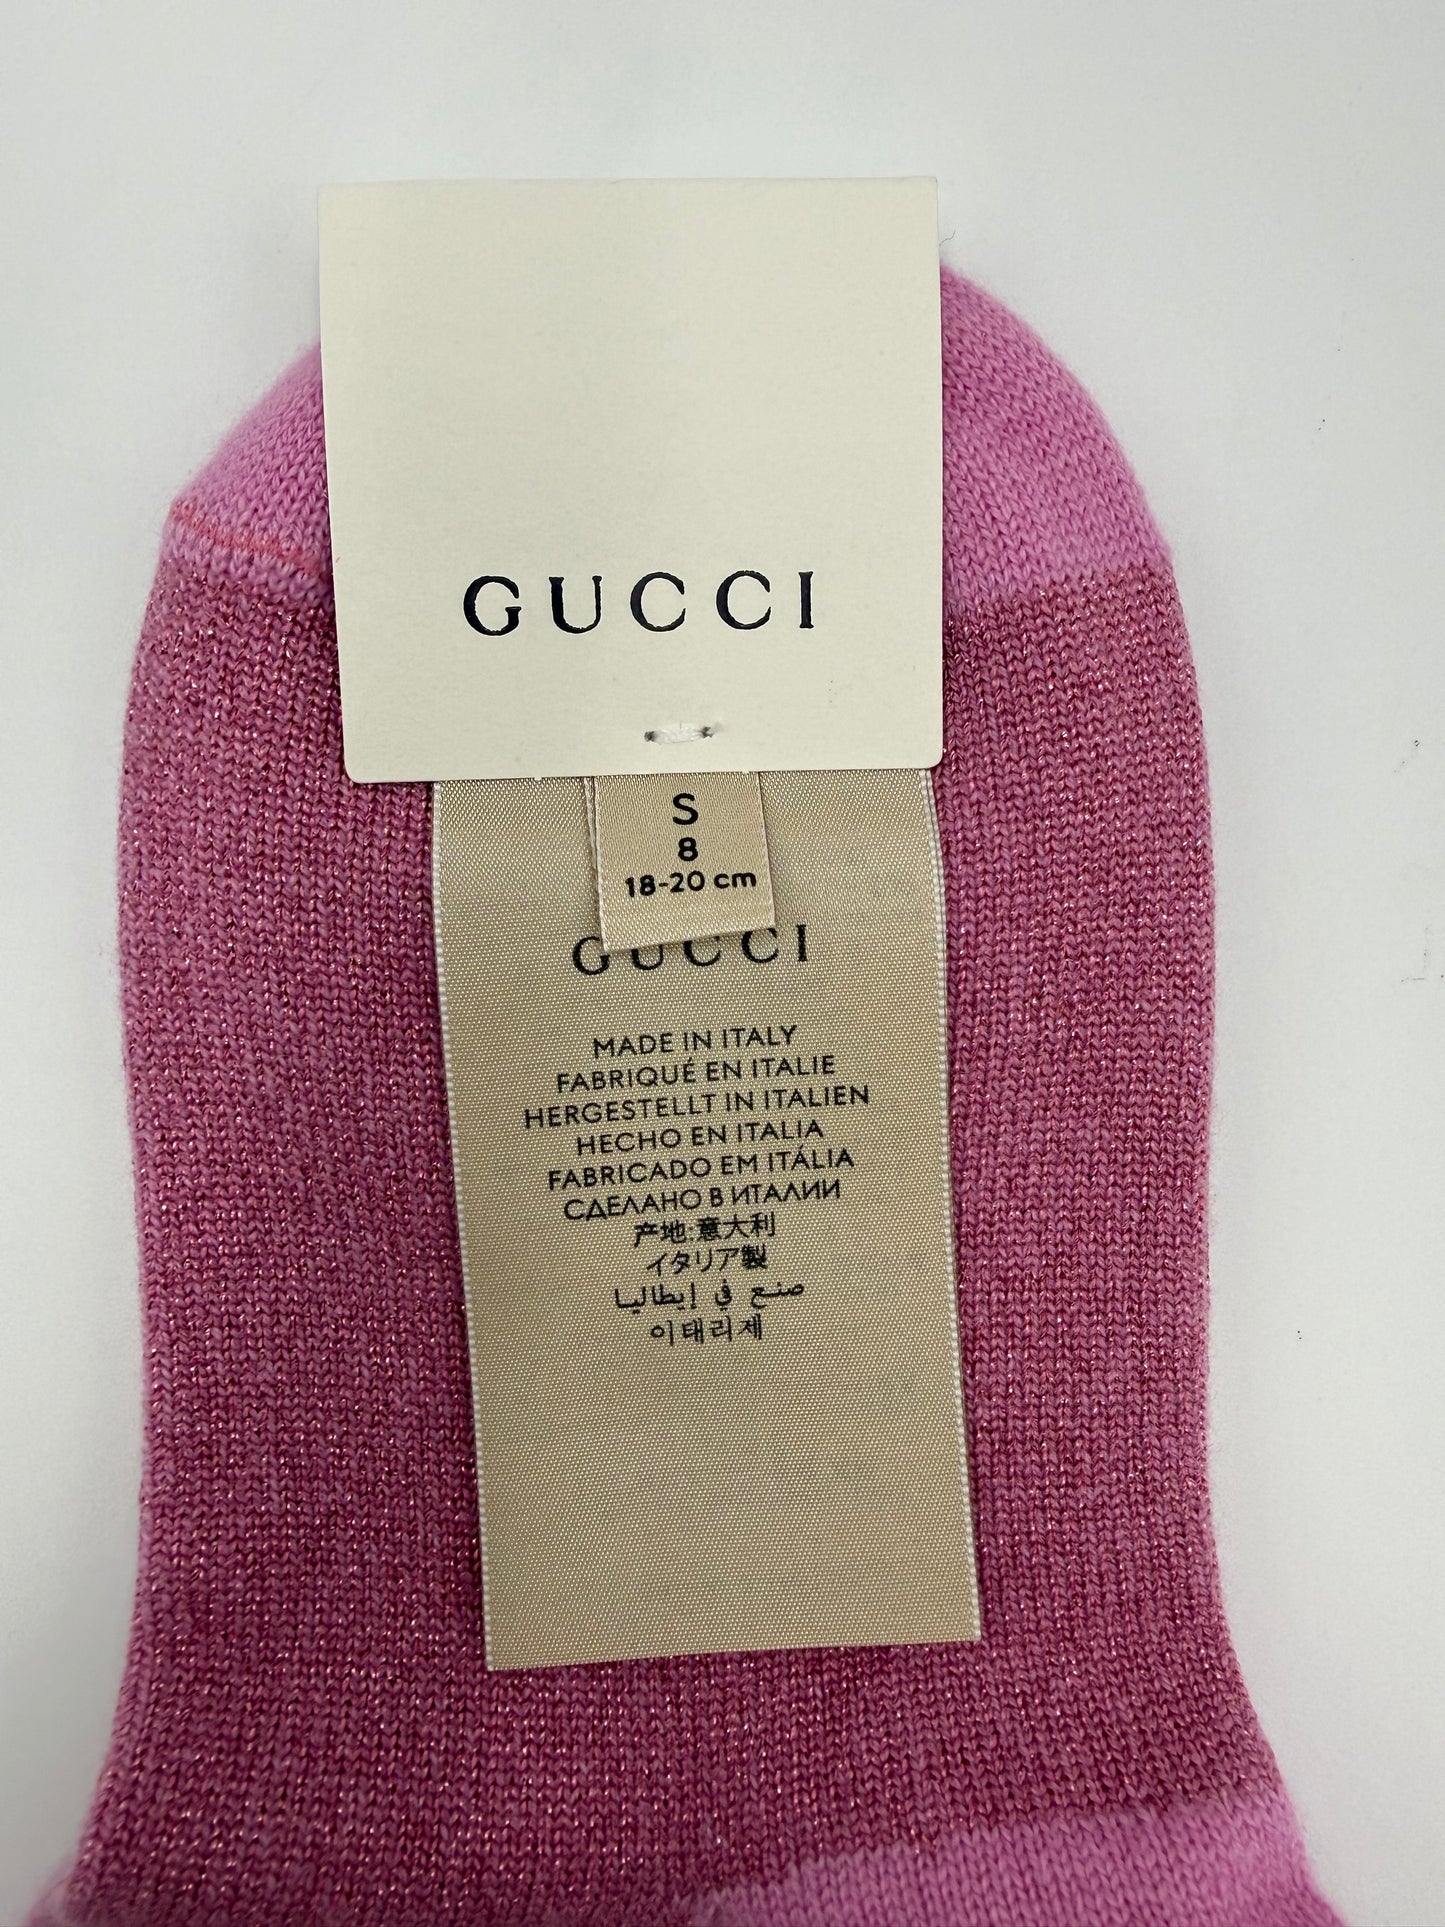 GUCCI
S
8
18-20 cm
GUCCI
MADE IN ITALY
FABRIQUÉ EN ITALIE
HERGESTELLT IN ITALIEN
HECHO EN ITALIA
FABRICADO EM ITÁLIA
СДЕЛАНО В ИТАЛИИ
产地:意大利
イタリア製
صنع في إيطاليا
이태리제